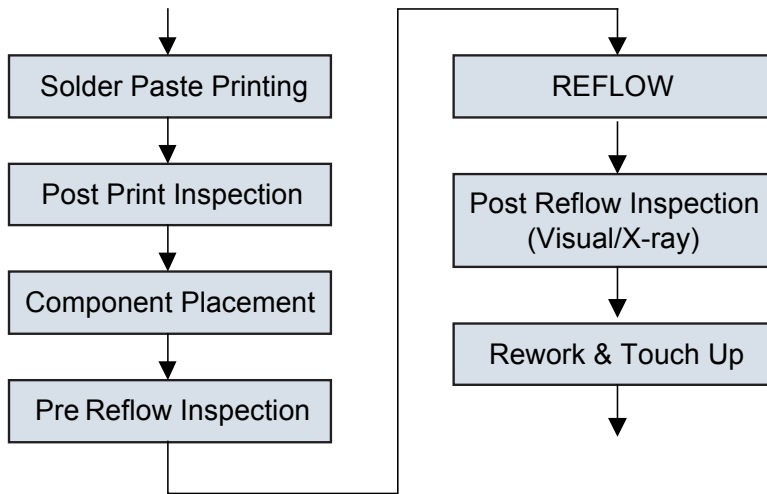 Solder Paste Printing
Post Print Inspection
Component Placement
Pre Reflow Inspection
REFLOW
Post Reflow Inspection
(Visual/X-ray)
Rework & Touch Up